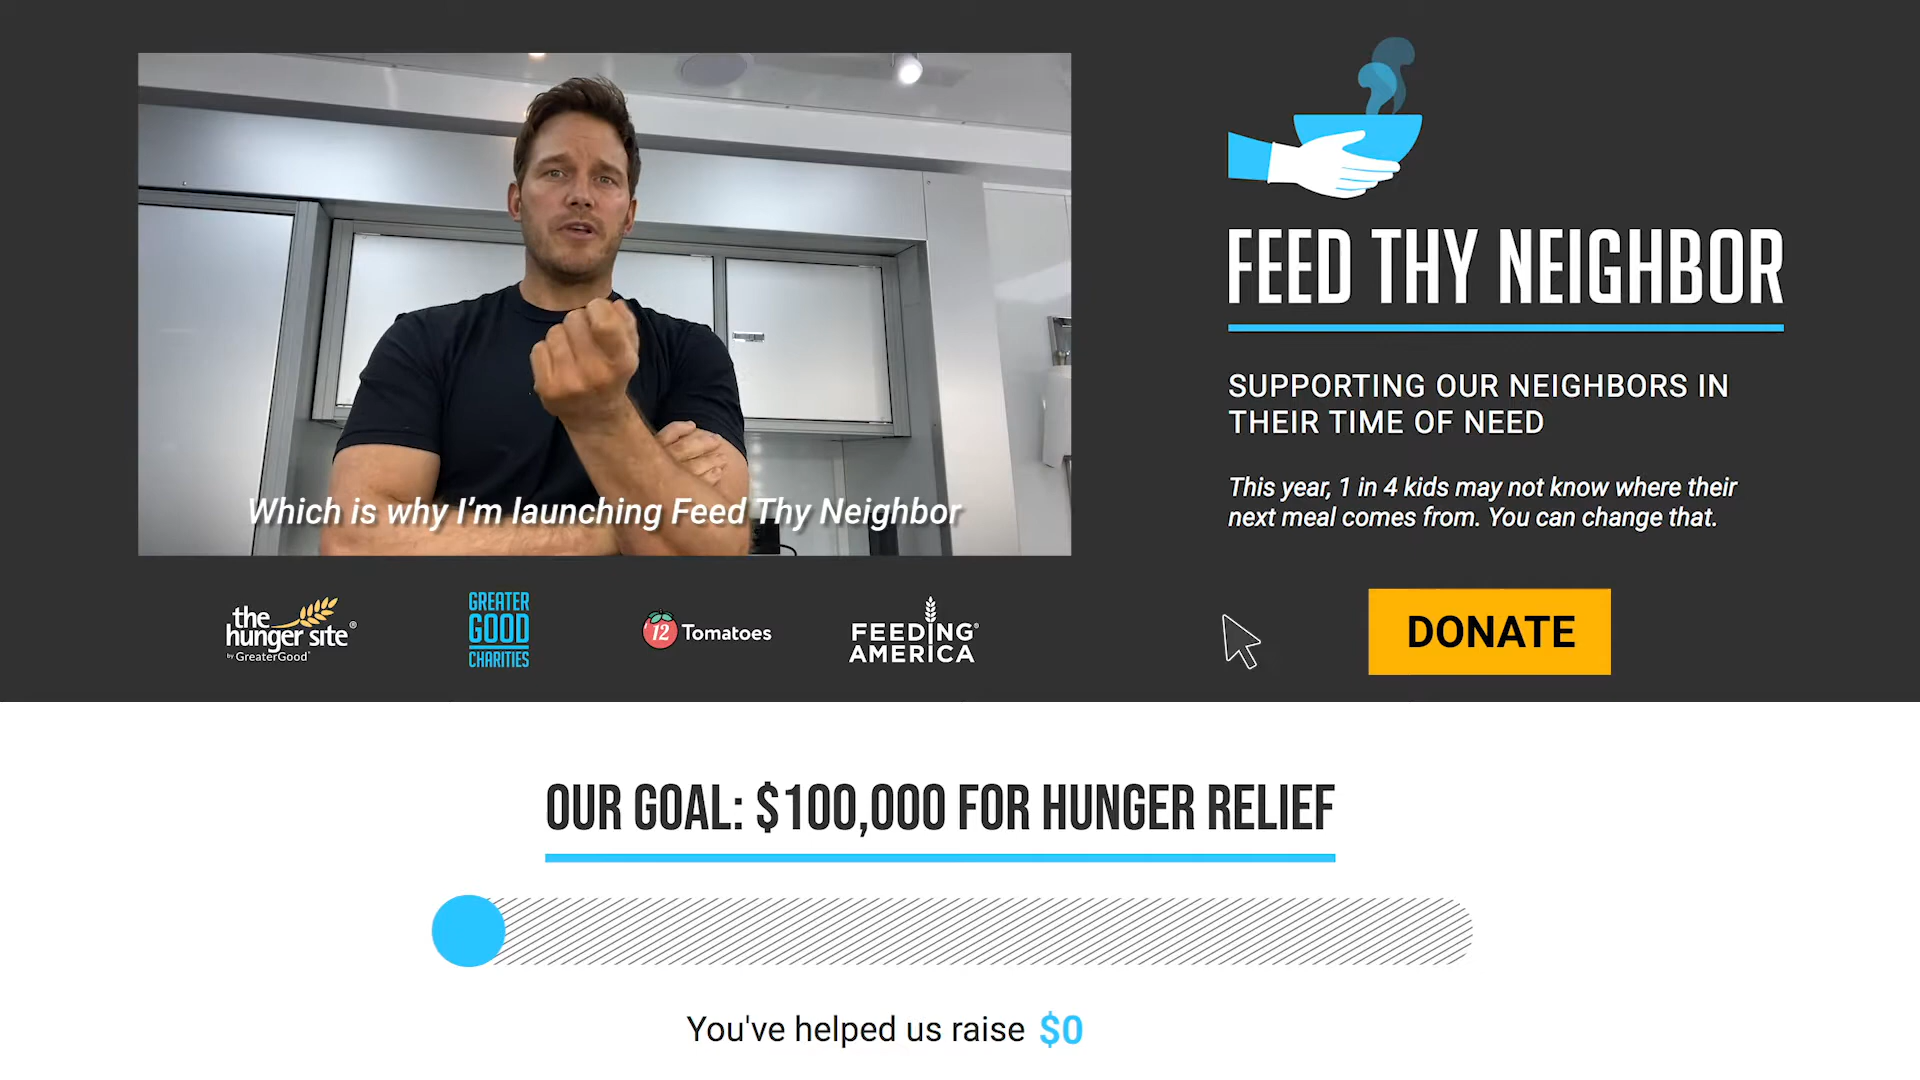 FEED THY NEIGHBOR
SUPPORTING OUR NEIGHBORS IN
THEIR TIME OF NEED
This year, 1 in 4 kids may not know where their
next meal comes from. You can change that.
Which is why I'm launching Feed Thy Neighbor
the
hunger site®
by GreaterGood™
GREATER
GOOD
CHARITIES
12 Tomatoes
FEEDING®
AMERICA
DONATE
OUR GOAL: $100,000 FOR HUNGER RELIEF
You've helped us raise $0